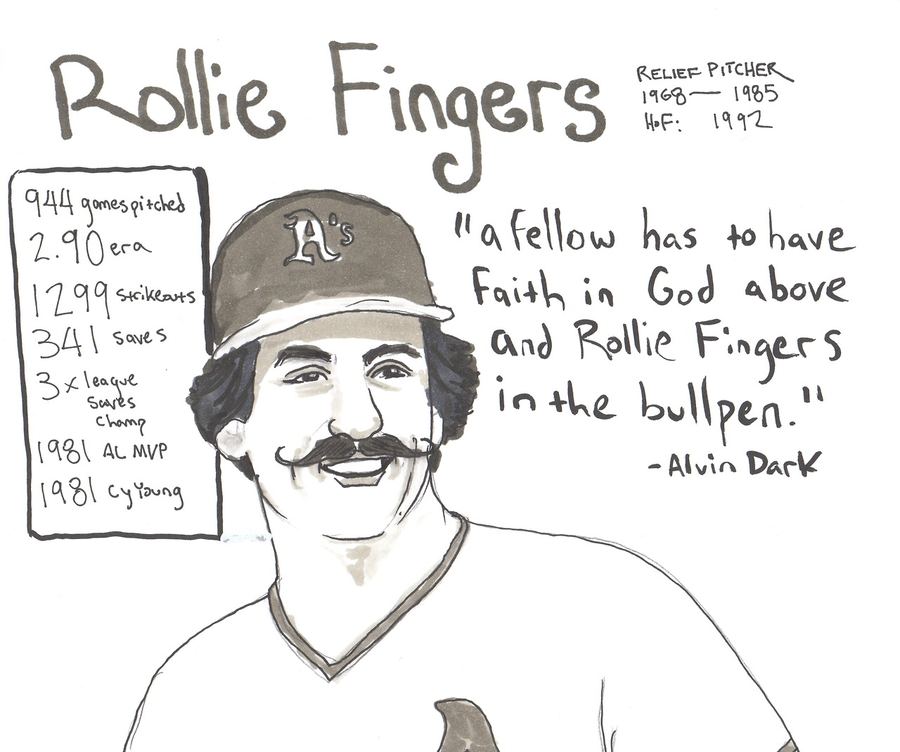 Rollie Fingers
RELIEF PITCHER
1968 — 1985
HoF: 1992
944 games pitched
2.90 era
1299 strikeouts
341 saves
3x league
saves
champ
1981 AL MVP
1981 Cy Young
A's
"a fellow has to have
faith in God above
and Rollie Fingers
in the bullpen."
- Alvin Dark